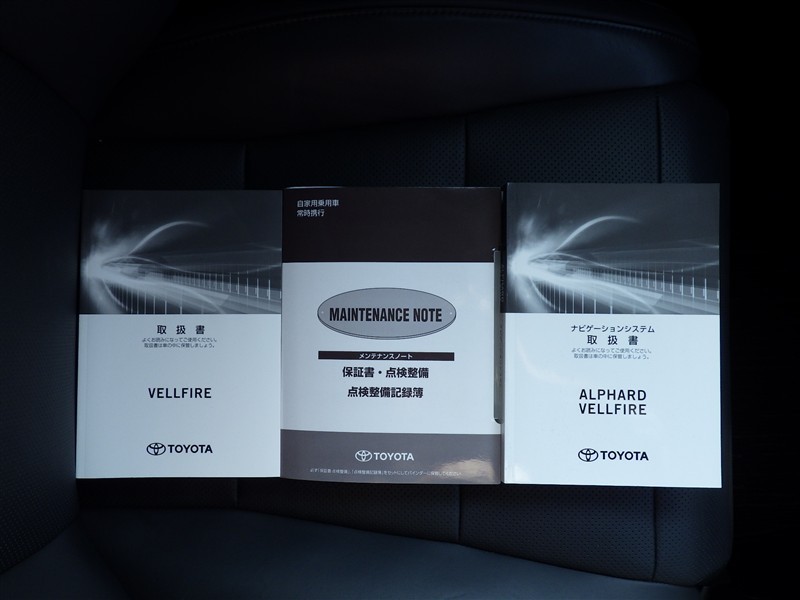 取扱書
よくお読みになってご使用ください。
取扱書は車の中に保管しましょう。
VELLFIRE
TOYOTA
自家用乗用車
常時携行
MAINTENANCE NOTE
メンテナンスノート
保証書・点検整備
点検整備記録簿
TOYOTA
ナビゲーションシステム
取扱書
よくお読みになってご使用ください。
取扱書は車の中に保管しましょう。
ALPHARD
VELLFIRE
TOYOTA